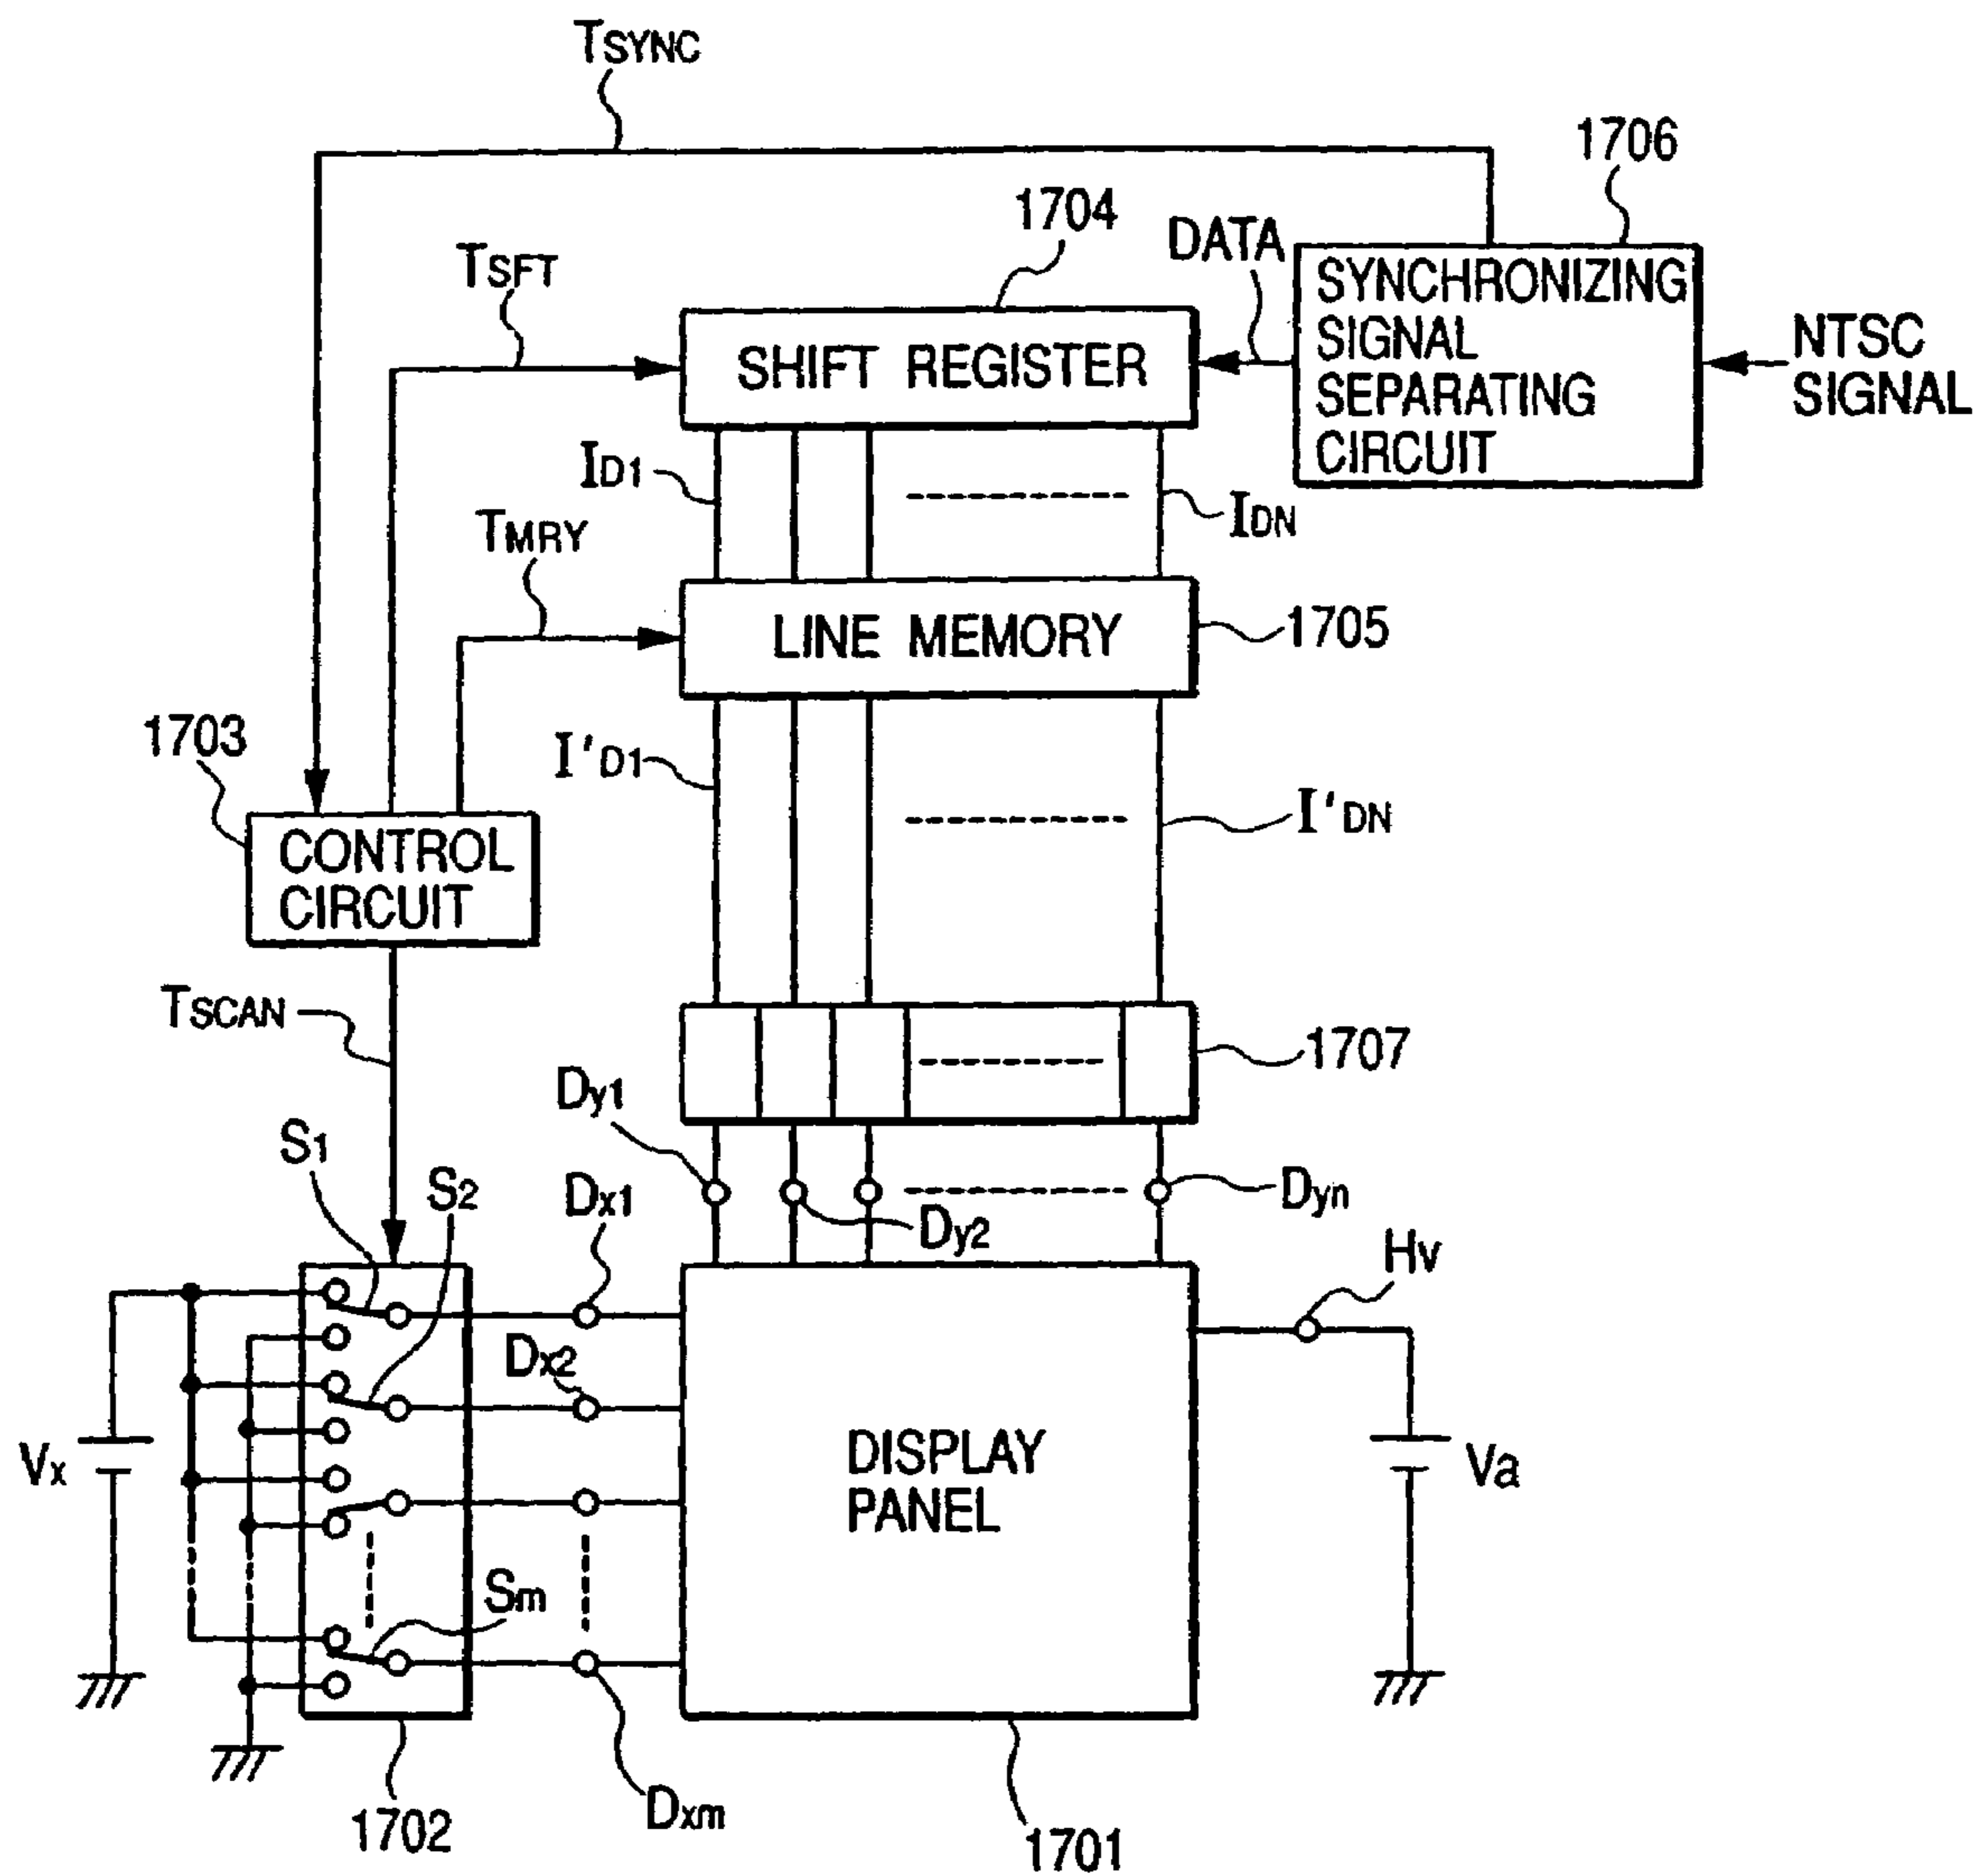 TSYNC
1706
1704
DATA
TSFT
SYNCHRONIZING
SIGNAL
SEPARATING
CIRCUIT
NTSC
SIGNAL
SHIFT REGISTER
ID1
IDN
TMRY
LINE MEMORY
1705
1703
I'D1
I'DN
CONTROL
CIRCUIT
TSCAN
1707
Dy1
S1
S2
Dx1
Dyn
Dy2
Hv
Dx2
Vx
DISPLAY
PANEL
Va
Sm
Dxm
1702
1701